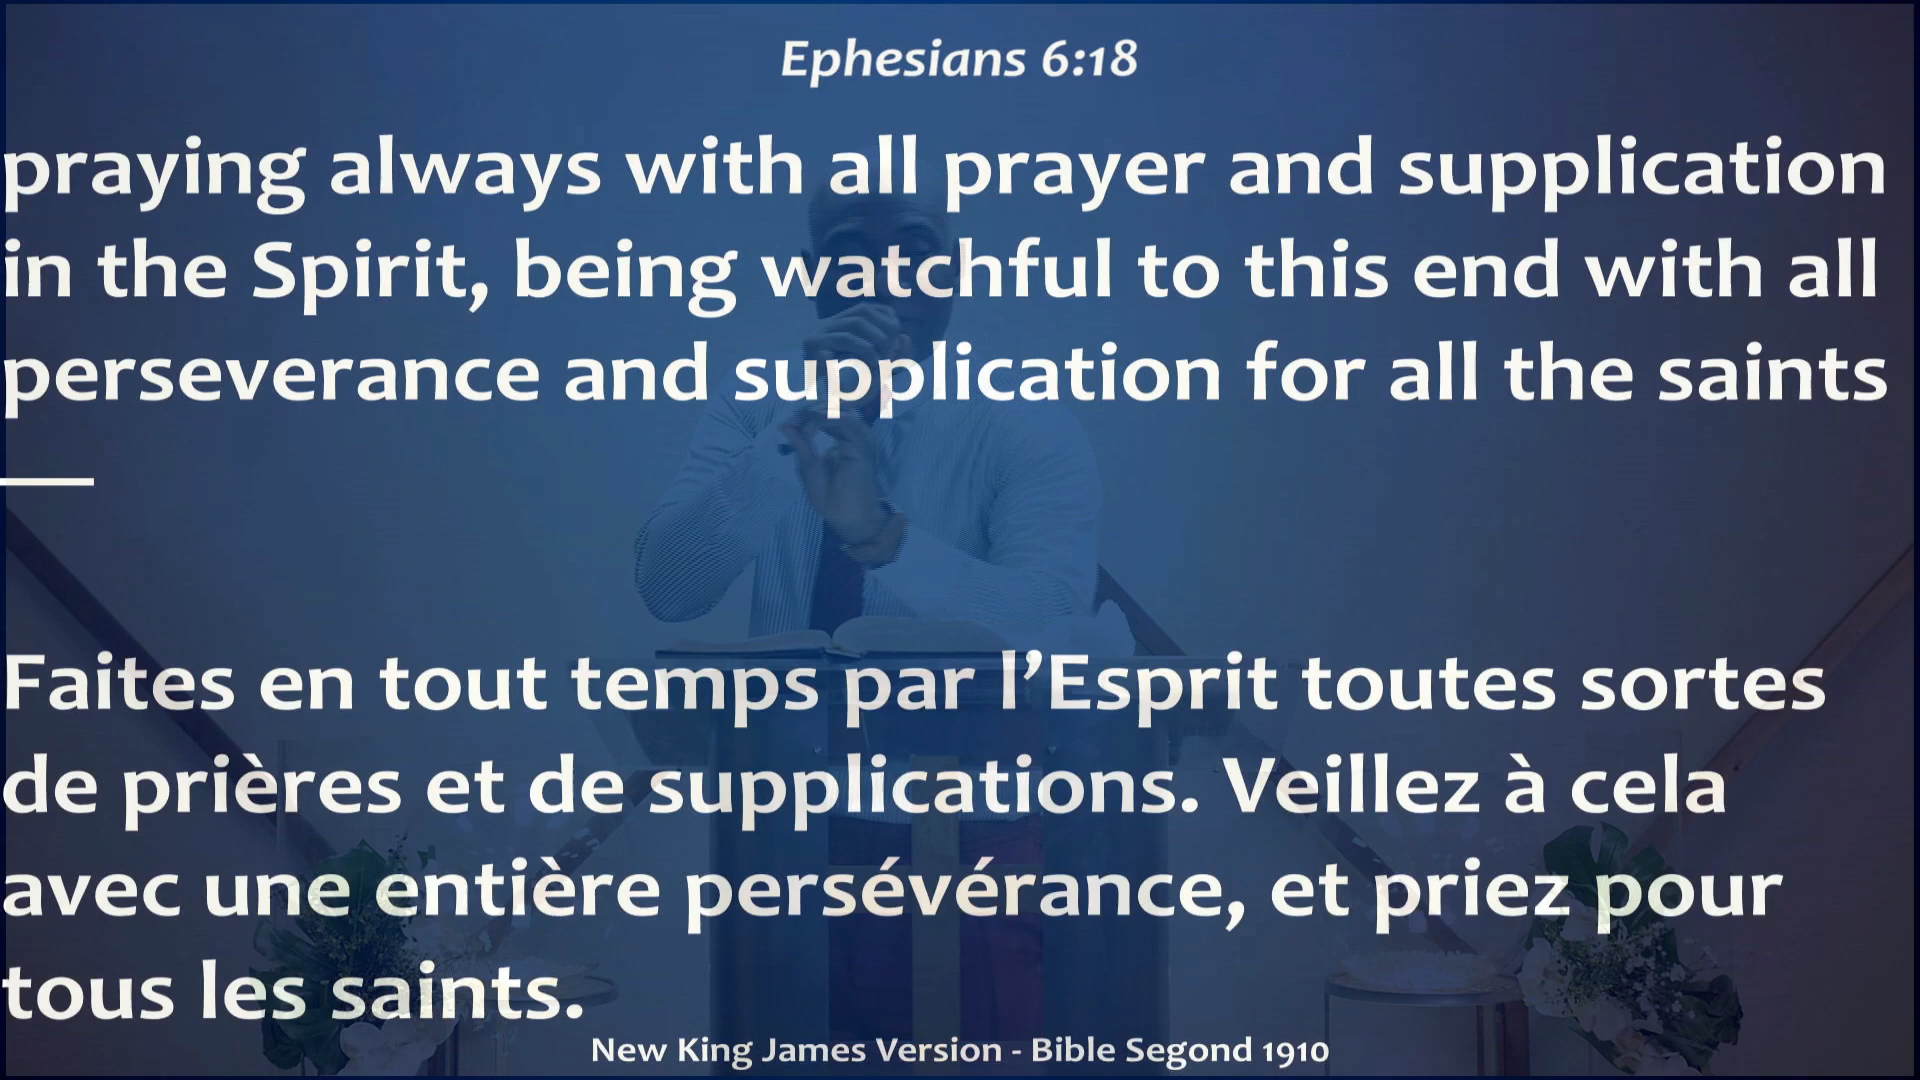 Ephesians 6:18
praying always with all prayer and supplication
in the Spirit, being watchful to this end with all
perseverance and supplication for all the saints
—
Faites en tout temps par l’Esprit toutes sortes
de prières et de supplications. Veillez à cela
avec une entière persévérance, et priez pour
tous les saints.
New King James Version - Bible Segond 1910